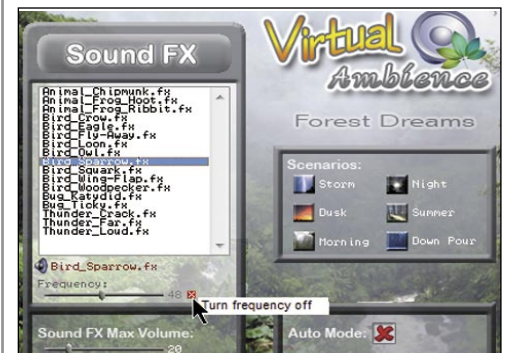 Sound FX
Animal_Chipmunk.fx
Animal_Frog_Hoot.fx
Animal_Frog_Ribbit.fx
Bird_Crow.fx
Bird_Eagle.fx
Bird_Fly-Away.fx
Bird_Loon.fx
Bird_Owl.fx
Bird_Sparrow.fx
Bird_Squark.fx
Bird_Wing-Flap.fx
Bird_Woodpecker.fx
Bug_Katydid.fx
Bug_Ticky.fx
Thunder_Crack.fx
Thunder_Far.fx
Thunder_Loud.fx
Bird_Sparrow.fx
Frequency:
48
Turn frequency off
Sound FX Max Volume:
20
Virtual
Ambience
Forest Dreams
Scenarios:
Storm
Night
Dusk
Summer
Morning
Down Pour
Auto Mode: